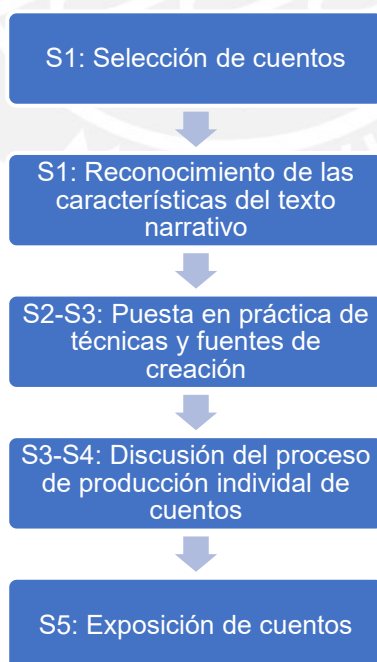 S1: Selección de cuentos
S1: Reconocimiento de las
características del texto
narrativo
S2-S3: Puesta en práctica de
técnicas y fuentes de
creación
S3-S4: Discusión del proceso
de producción individal de
cuentos
S5: Exposición de cuentos